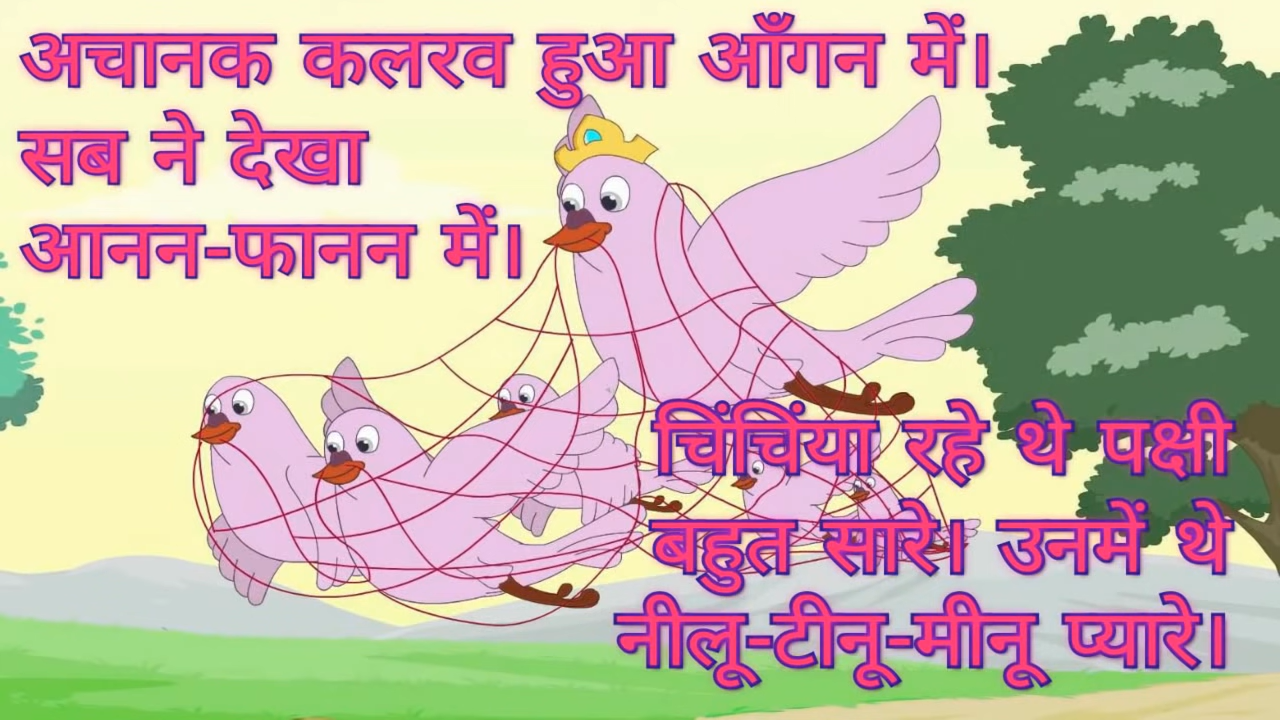 अचानक कलरव हुआ आँगन में।
सब ने देखा
आनन-फानन में।
चिंचिंया रहे थे पक्षी
बहुत सारे। उनमें थे
नीलू-टीनू-मीनू प्यारे।